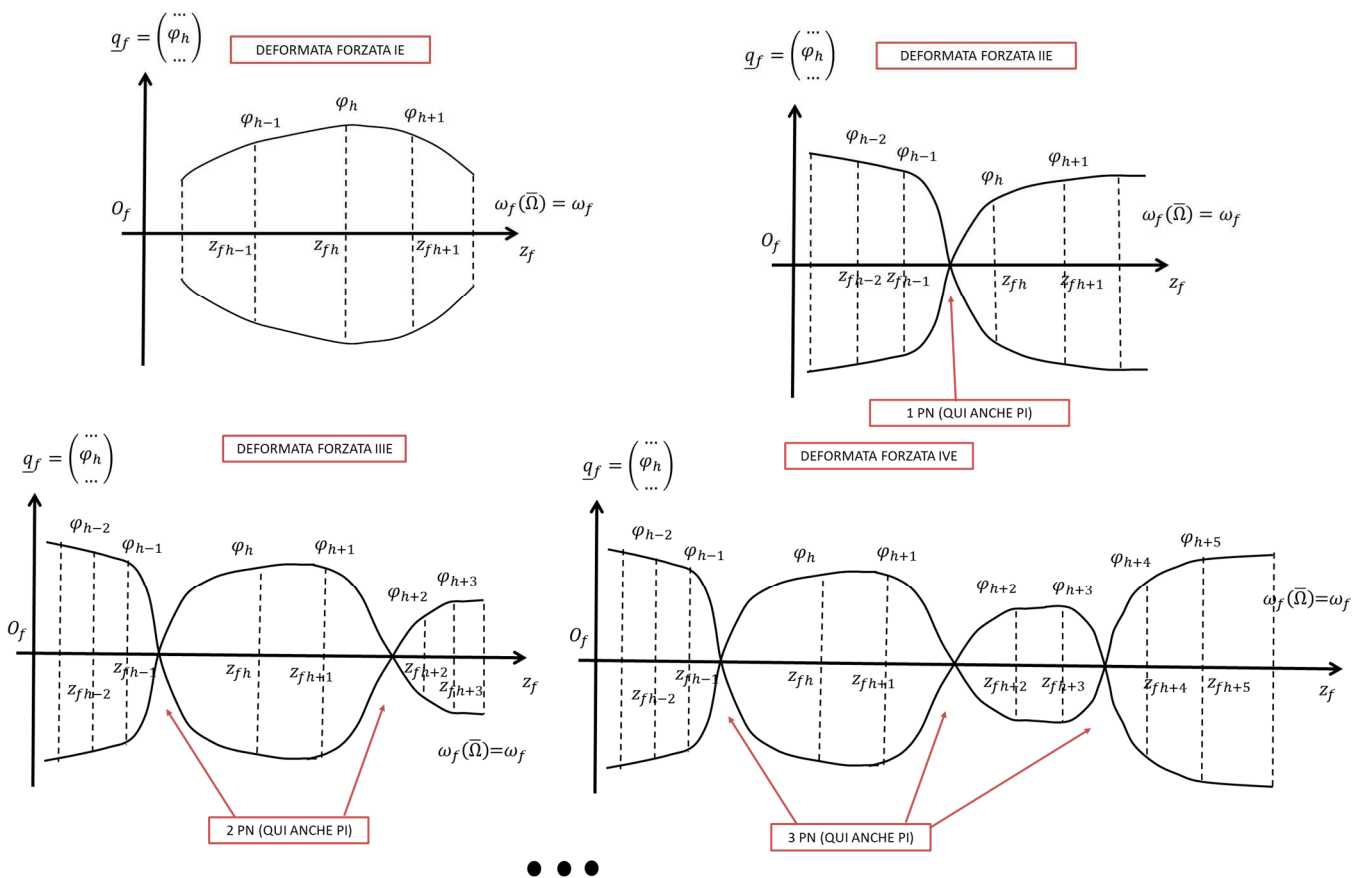 q_f = (... φ_h ...)
DEFORMATA FORZATA IE
φ_{h−1} φ_h φ_{h+1}
O_f
ω_f(Ω̅) = ω_f
z_{fh−1} z_{fh} z_{fh+1} z_f
q_f = (... φ_h ...)
DEFORMATA FORZATA IIE
φ_{h−2} φ_{h−1} φ_h φ_{h+1}
ω_f(Ω̅) = ω_f
O_f
z_{fh−2} z_{fh−1} z_{fh} z_{fh+1} z_f
1 PN (QUI ANCHE PI)
q_f = (... φ_h ...)
DEFORMATA FORZATA IIIE
φ_{h−2} φ_{h−1} φ_h φ_{h+1} φ_{h+2} φ_{h+3}
O_f
z_{fh−2} z_{fh−1} z_{fh} z_{fh+1} z_{fh+2} z_{fh+3} z_f
ω_f(Ω̅)=ω_f
2 PN (QUI ANCHE PI)
q_f = (... φ_h ...)
DEFORMATA FORZATA IVE
φ_{h−2} φ_{h−1} φ_h φ_{h+1} φ_{h+2} φ_{h+3} φ_{h+4} φ_{h+5}
ω_f(Ω̅)=ω_f
O_f
z_{fh−2} z_{fh−1} z_{fh} z_{fh+1} z_{fh+2} z_{fh+3} z_{fh+4} z_{fh+5} z_f
3 PN (QUI ANCHE PI)
● ● ●